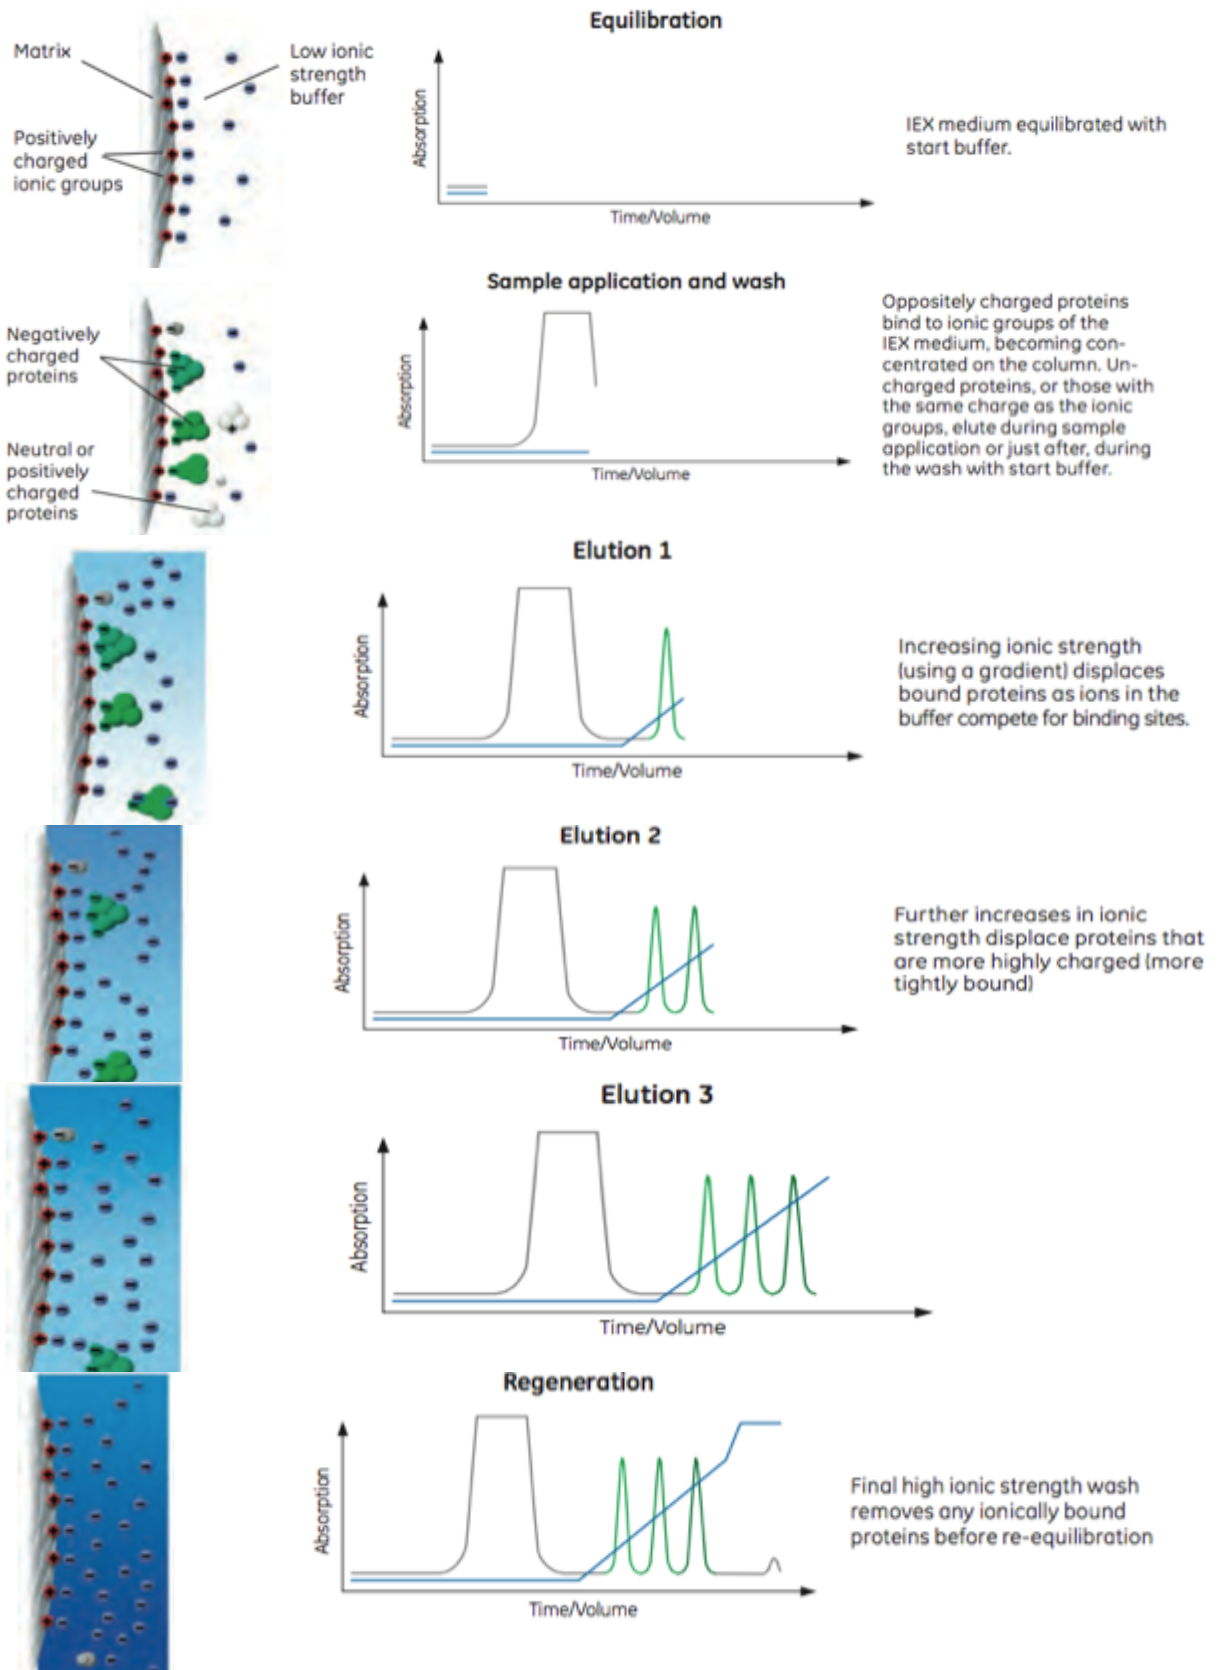 Equilibration
Matrix
Low ionic
strength
buffer
Positively
charged
ionic groups
Absorption
Time/Volume
IEX medium equilibrated with
start buffer.
Sample application and wash
Negatively
charged
proteins
Neutral or
positively
charged
proteins
Absorption
Time/Volume
Oppositely charged proteins
bind to ionic groups of the
IEX medium, becoming con-
centrated on the column. Un-
charged proteins, or those with
the same charge as the ionic
groups, elute during sample
application or just after, during
the wash with start buffer.
Elution 1
Absorption
Time/Volume
Increasing ionic strength
(using a gradient) displaces
bound proteins as ions in the
buffer compete for binding sites.
Elution 2
Absorption
Time/Volume
Further increases in ionic
strength displace proteins that
are more highly charged (more
tightly bound)
Elution 3
Absorption
Time/Volume
Regeneration
Absorption
Time/Volume
Final high ionic strength wash
removes any ionically bound
proteins before re-equilibration